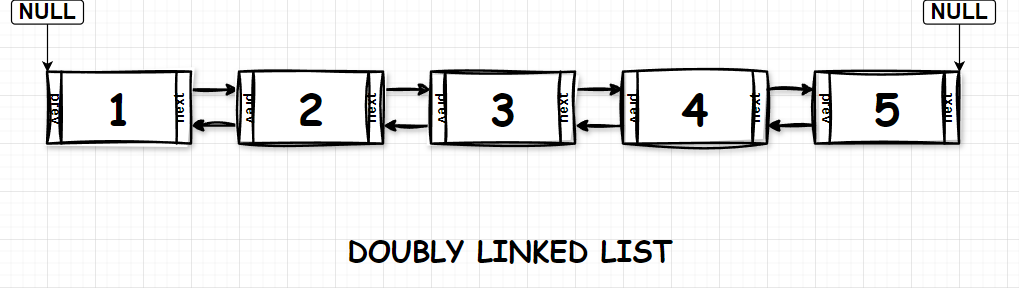 NULL NULL
prev 1 next prev 2 next prev 3 next prev 4 next prev 5 next
DOUBLY LINKED LIST